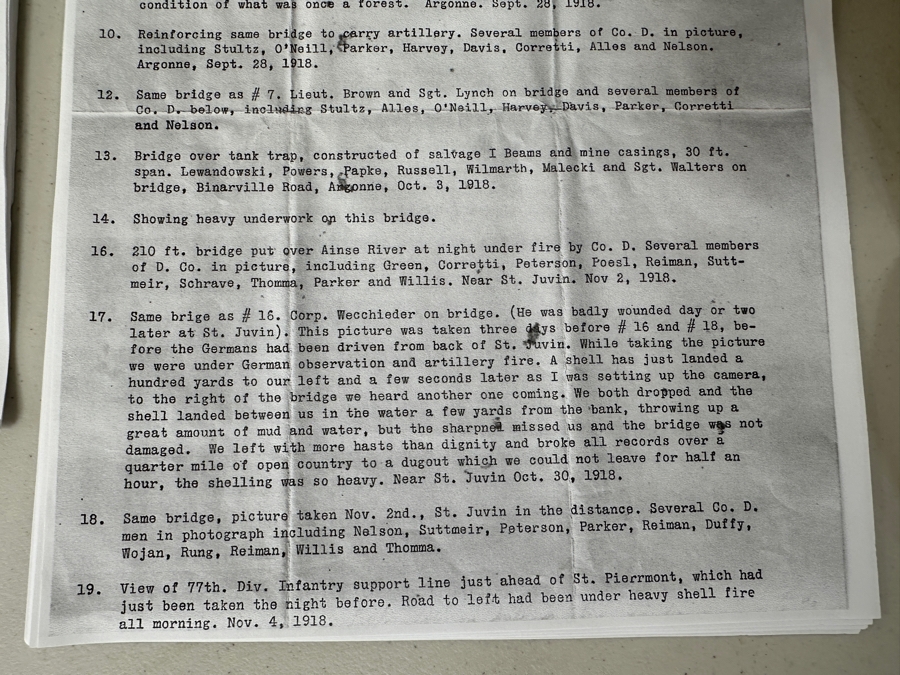 condition of what was once a forest. Argonne. Sept. 28, 1918.
10. Reinforcing same bridge to carry artillery. Several members of Co. D. in picture,
including Stultz, O'Neill, Parker, Harvey, Davis, Corretti, Alles and Nelson.
Argonne, Sept. 28, 1918.
12. Same bridge as # 7. Lieut. Brown and Sgt. Lynch on bridge and several members of
Co. D. below, including Stultz, Alles, O'Neill, Harvey, Davis, Parker, Corretti
and Nelson.
13. Bridge over tank trap, constructed of salvage I Beams and mine casings, 30 ft.
span. Lewandowski, Powers, Papke, Russell, Wilmarth, Malecki and Sgt. Walters on
bridge, Binarville Road, Argonne, Oct. 3, 1918.
14. Showing heavy underwork on this bridge.
16. 210 ft. bridge put over Ainse River at night under fire by Co. D. Several members
of D. Co. in picture, including Green, Corretti, Peterson, Poesl, Reiman, Sutt-
meir, Schrave, Thomma, Parker and Willis. Near St. Juvin. Nov 2, 1918.
17. Same brige as # 16. Corp. Wecchieder on bridge. (He was badly wounded day or two
later at St. Juvin). This picture was taken three days before # 16 and # 18, be-
fore the Germans had been driven from back of St. Juvin. While taking the picture
we were under German observation and artillery fire. A shell has just landed a
hundred yards to our left and a few seconds later as I was setting up the camera,
to the right of the bridge we heard another one coming. We both dropped and the
shell landed between us in the water a few yards from the bank, throwing up a
great amount of mud and water, but the sharpnel missed us and the bridge was not
damaged. We left with more haste than dignity and broke all records over a
quarter mile of open country to a dugout which we could not leave for half an
hour, the shelling was so heavy. Near St. Juvin Oct. 30, 1918.
18. Same bridge, picture taken Nov. 2nd., St. Juvin in the distance. Several Co. D.
men in photograph including Nelson, Suttmeir, Peterson, Parker, Reiman, Duffy,
Wojan, Rung, Reiman, Willis and Thomma.
19. View of 77th. Div. Infantry support line just ahead of St. Pierrmont, which had
just been taken the night before. Road to left had been under heavy shell fire
all morning. Nov. 4, 1918.